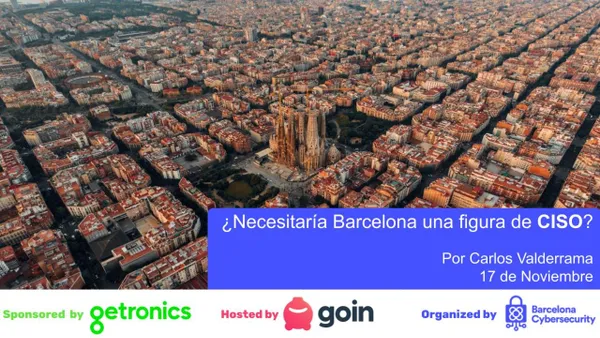 ¿Necesitaría Barcelona una figura de CISO?
Por Carlos Valderrama
17 de Noviembre
Sponsored by getronics
Hosted by goin
Organized by Barcelona
Cybersecurity